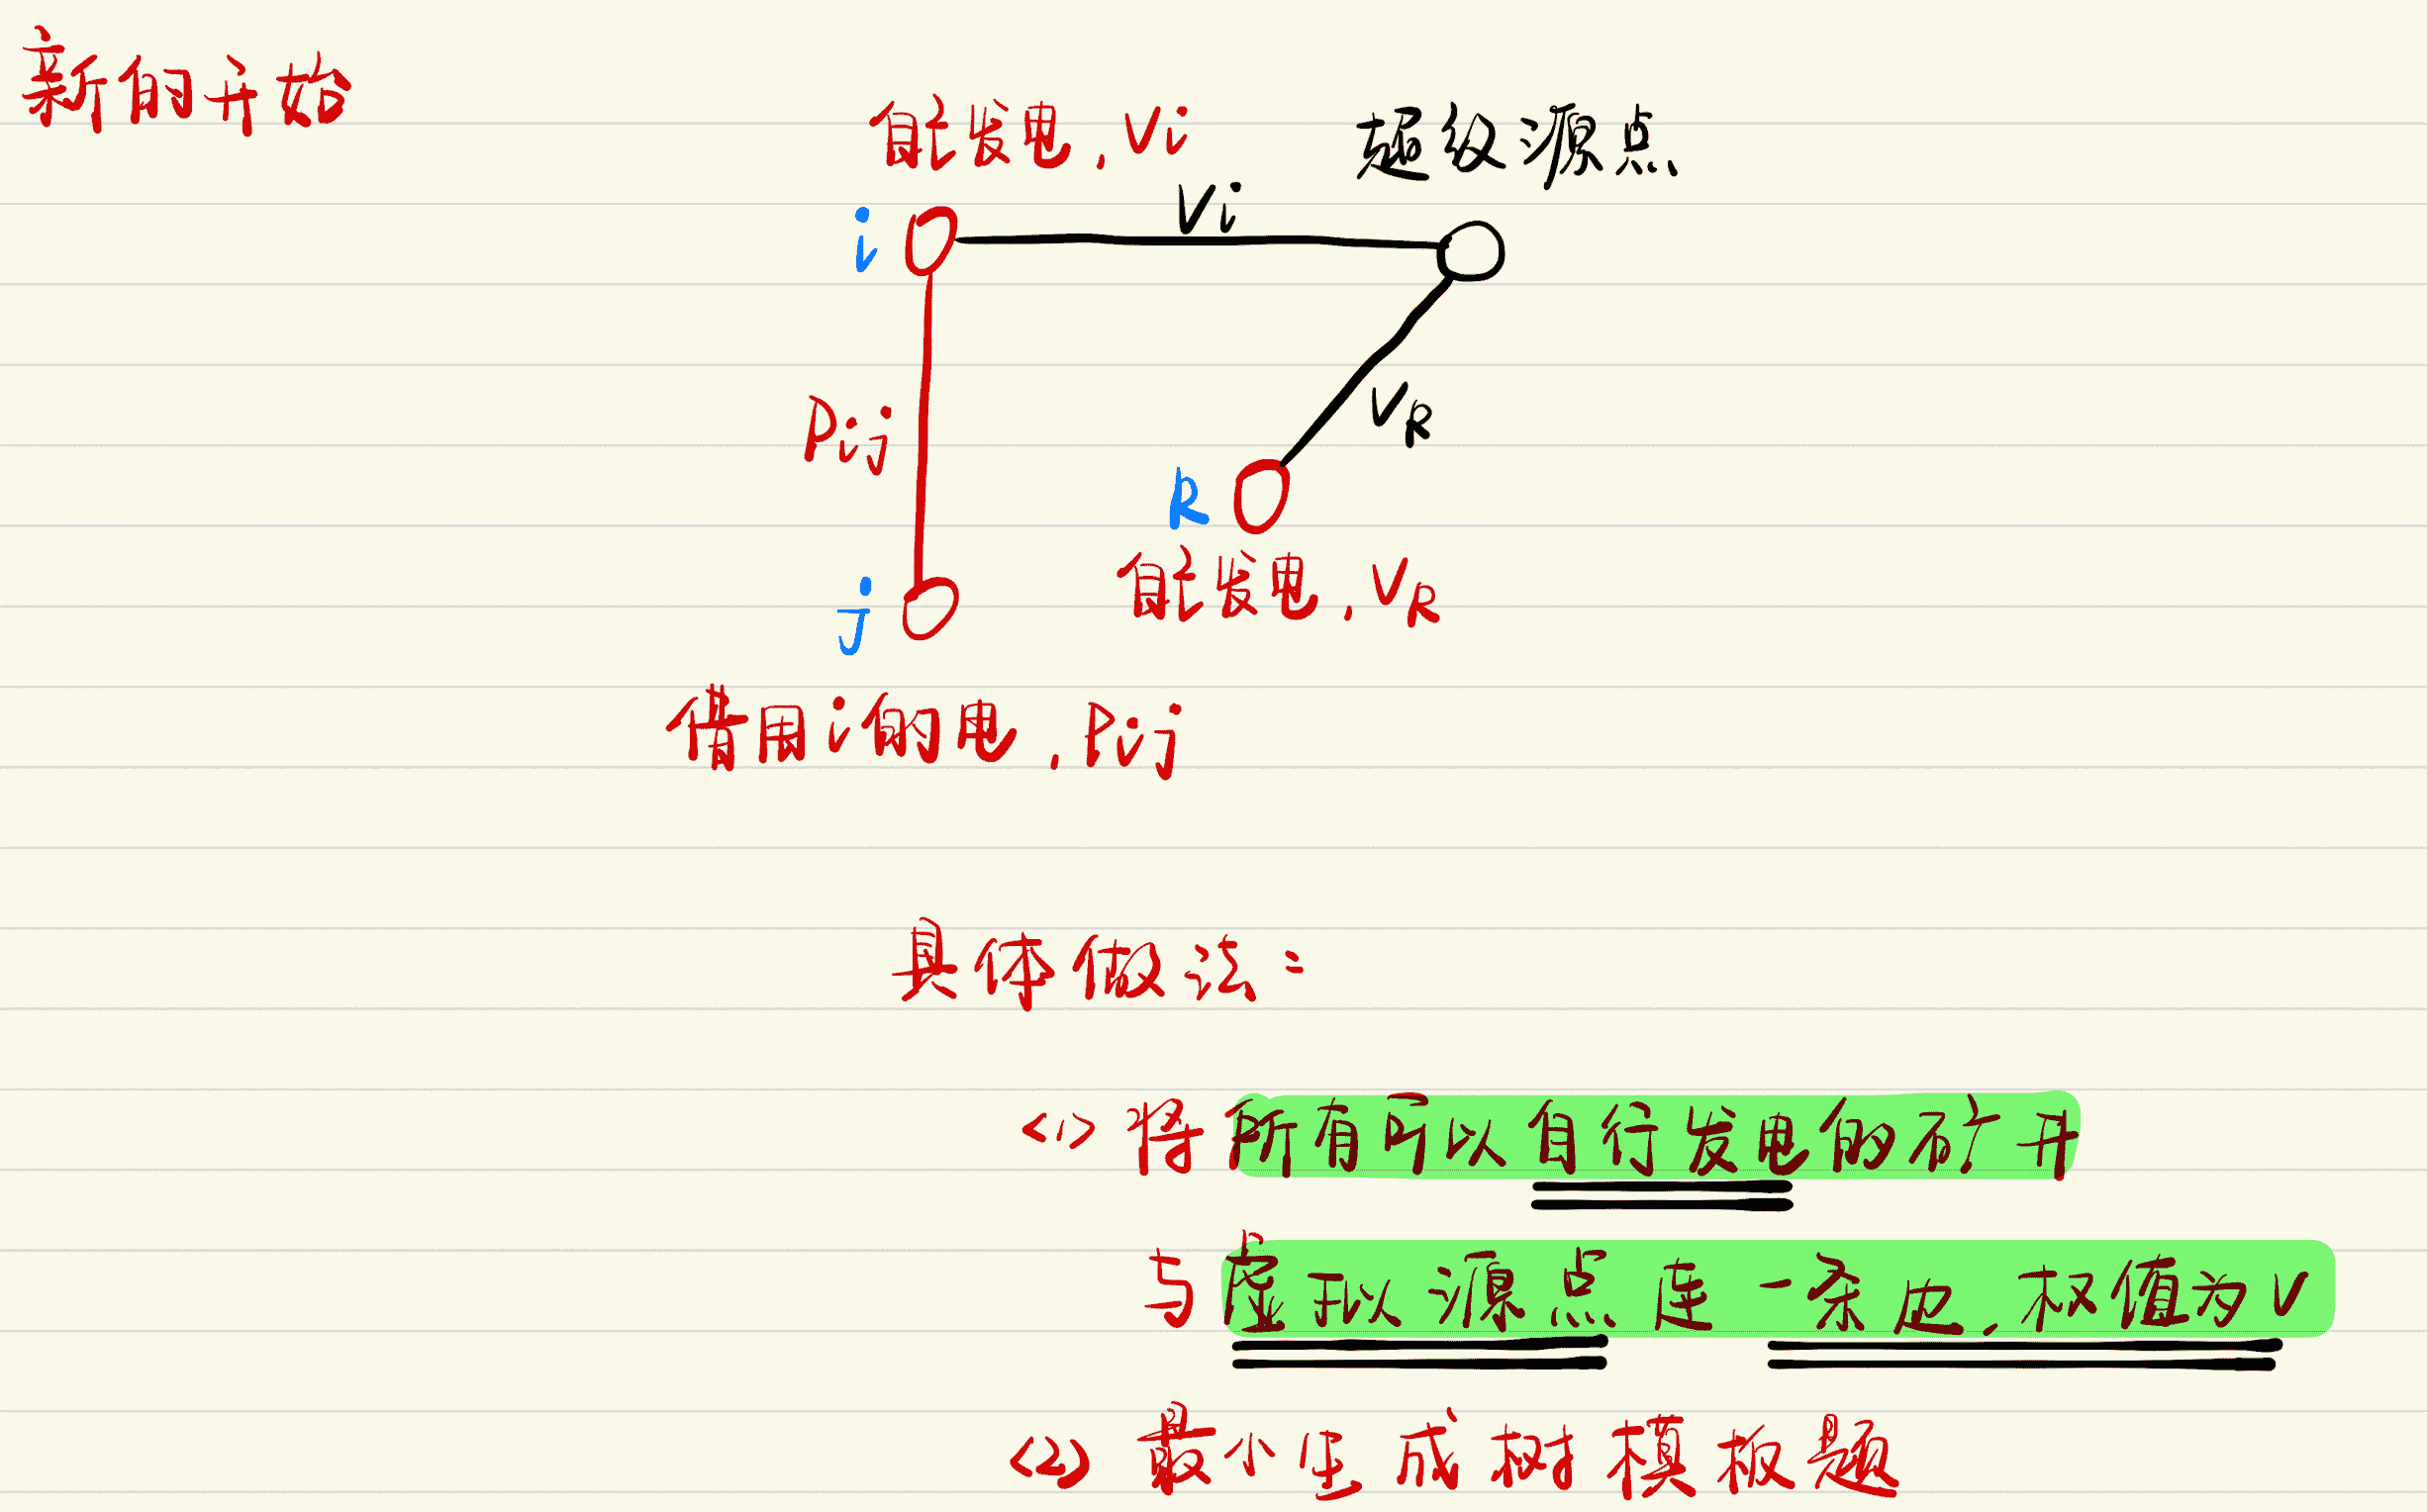 新的开始
能发电,Vi
超级源点
Vi
i
Pij
VR
k
j
能发电,VR
借用i的电,Pij
具体做法:
<1> 将所有可以自行发电的矿井
与虚拟源点连一条边,权值为V
<2> 最小生成树模板题